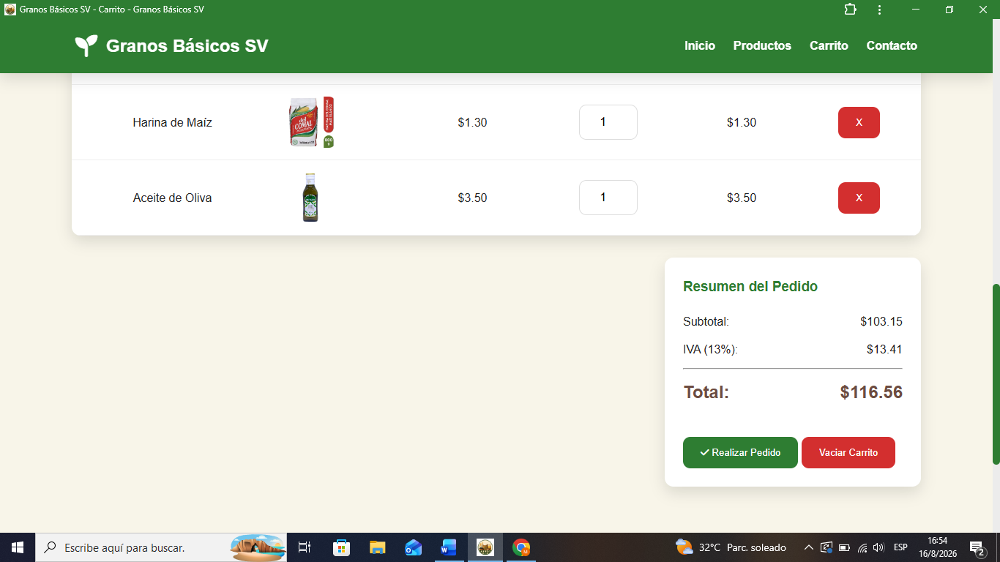 Granos Básicos SV - Carrito - Granos Básicos SV
Granos Básicos SV
Inicio Productos Carrito Contacto
Harina de Maíz $1.30 1 $1.30 X
del COMAL
Aceite de Oliva $3.50 1 $3.50 X
Resumen del Pedido
Subtotal: $103.15
IVA (13%): $13.41
Total: $116.56
Realizar Pedido Vaciar Carrito
Escribe aquí para buscar.
32°C Parc. soleado
ESP
16:54
16/8/2026
2